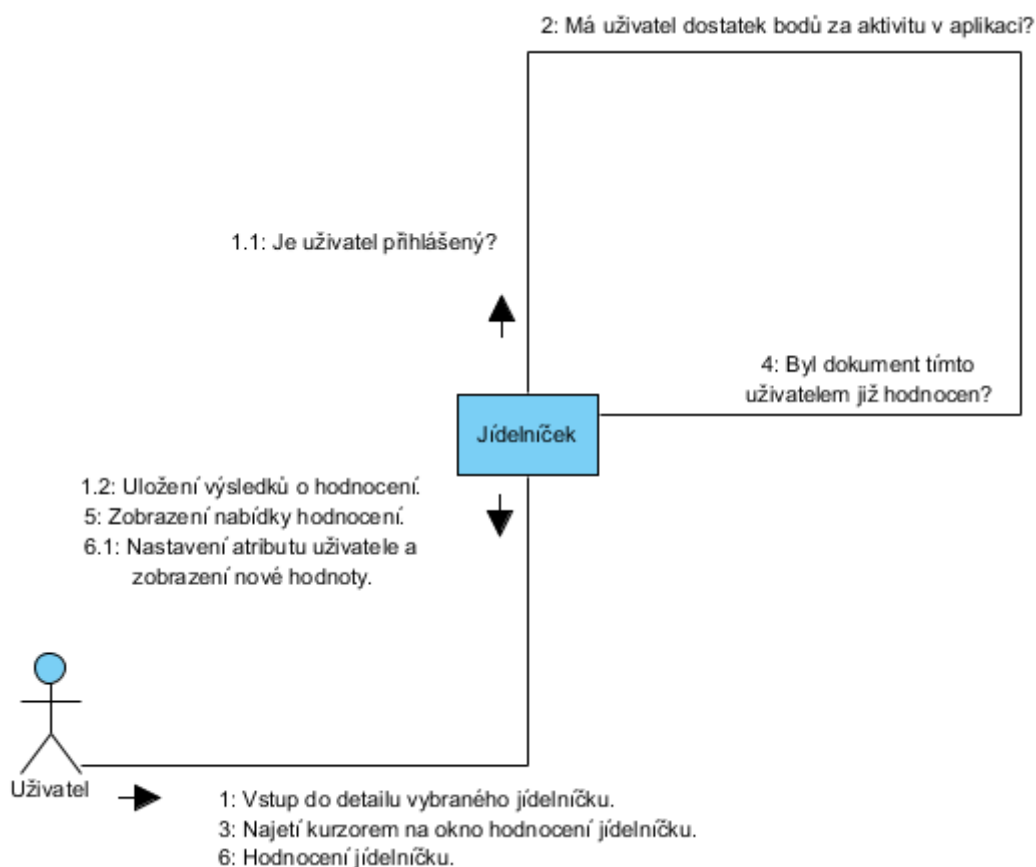 2: Má uživatel dostatek bodů za aktivitu v aplikaci?
1.1: Je uživatel přihlášený?
4: Byl dokument tímto
uživatelem již hodnocen?
Jídelníček
1.2: Uložení výsledků o hodnocení.
5: Zobrazení nabídky hodnocení.
6.1: Nastavení atributu uživatele a
zobrazení nové hodnoty.
Uživatel
1: Vstup do detailu vybraného jídelníčku.
3: Najetí kurzorem na okno hodnocení jídelníčku.
6: Hodnocení jídelníčku.